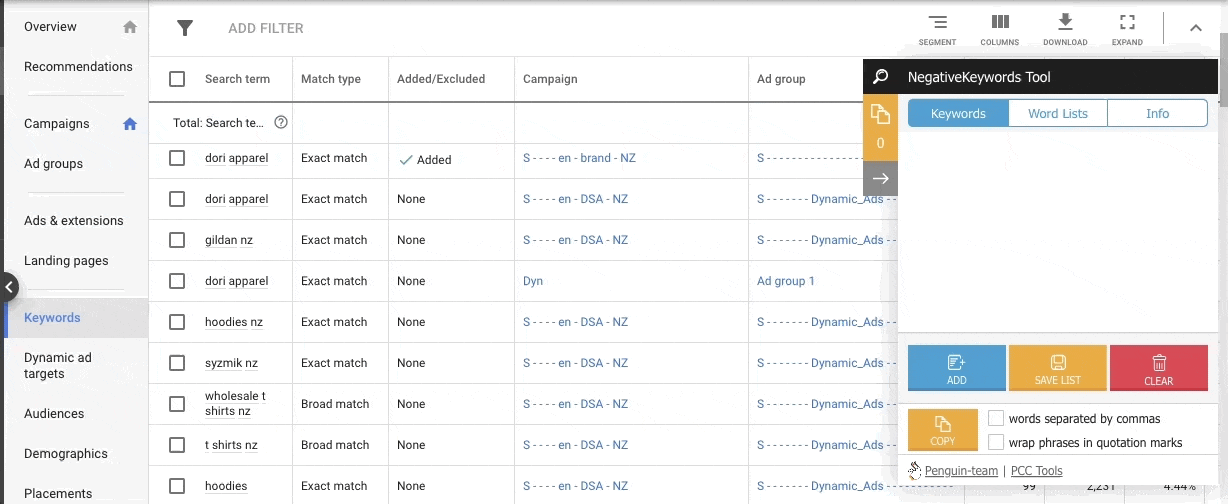 Overview
Recommendations
Campaigns
Ad groups
Ads & extensions
Landing pages
Keywords
Dynamic ad
targets
Audiences
Demographics
Placements
ADD FILTER
SEGMENT
COLUMNS
DOWNLOAD
EXPAND
Search term Match type Added/Excluded Campaign Ad group
Total: Search te... ?
dori apparel Exact match Added S - - - - en - brand - NZ S - - - - - - - - - - - - - - - - - -
dori apparel Exact match None S - - - - en - DSA - NZ S - - - - - - - Dynamic_Ads - -
gildan nz Exact match None S - - - - en - DSA - NZ S - - - - - - - Dynamic_Ads - -
dori apparel Exact match None Dyn Ad group 1
hoodies nz Exact match None S - - - - en - DSA - NZ S - - - - - - - Dynamic_Ads - -
syzmik nz Exact match None S - - - - en - DSA - NZ S - - - - - - - Dynamic_Ads - -
wholesale t
shirts nz Broad match None S - - - - en - DSA - NZ S - - - - - - - Dynamic_Ads - -
t shirts nz Broad match None S - - - - en - DSA - NZ S - - - - - - - Dynamic_Ads - -
hoodies Exact match None S - - - - en - DSA - NZ S - - - - - - - Dynamic_Ads - - - - - - - - -
99 2,231 4.44%
NegativeKeywords Tool
0
Keywords Word Lists Info
ADD SAVE LIST CLEAR
COPY
words separated by commas
wrap phrases in quotation marks
Penguin-team | PCC Tools